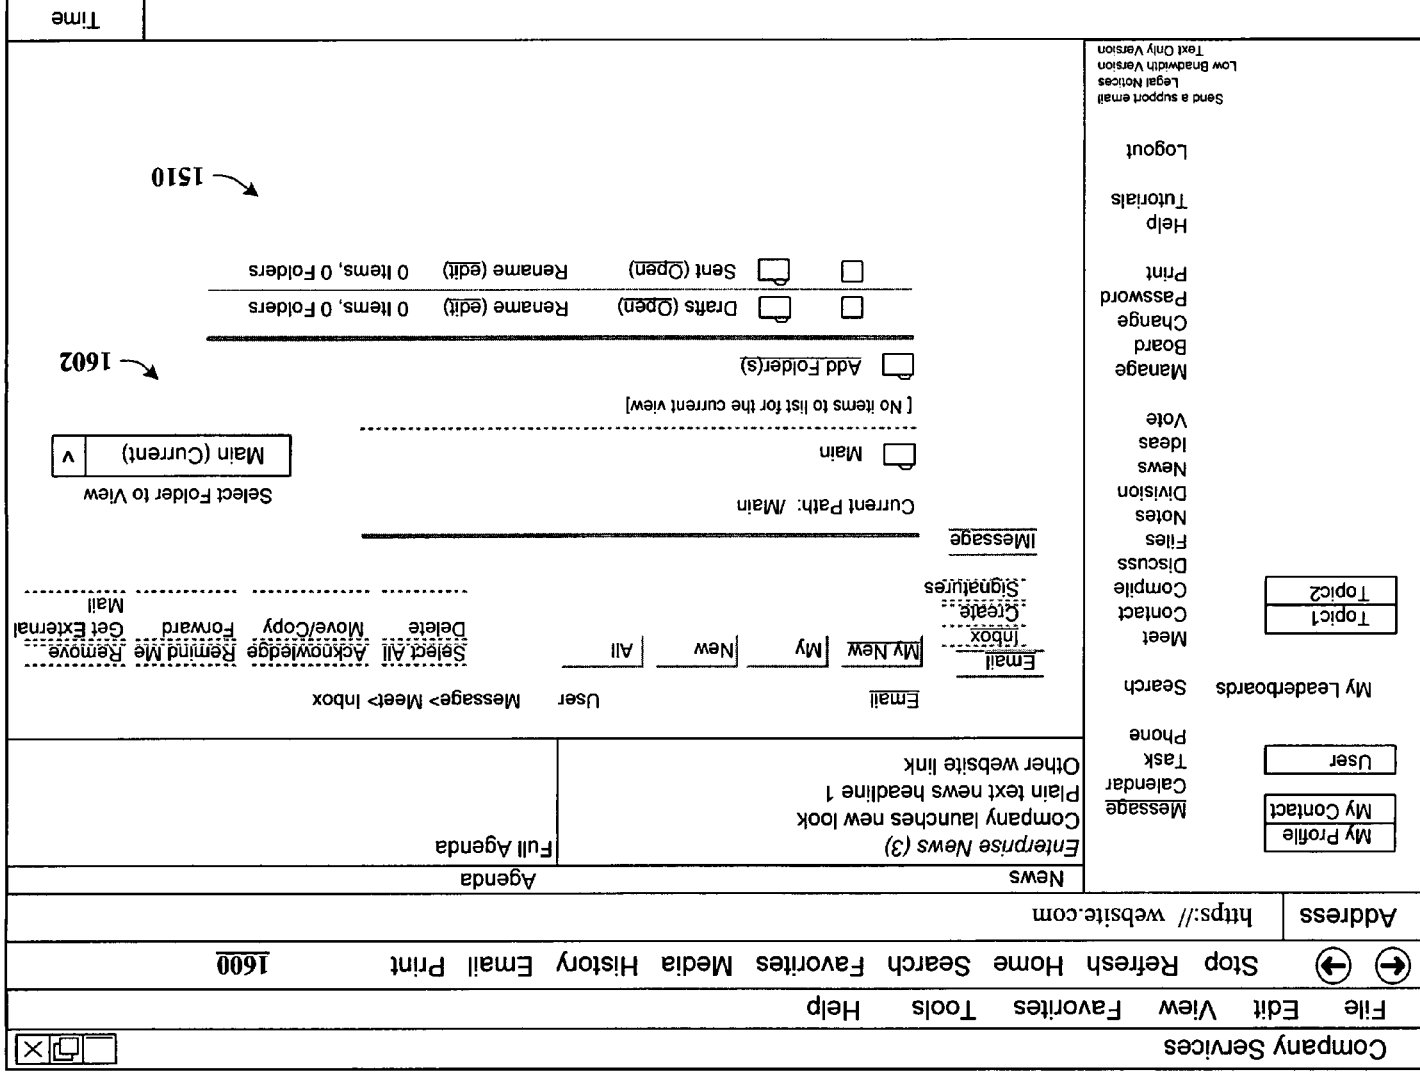 Company Services
File Edit View Favorites Tools Help
Stop Refresh Home Search Favorites Media History Email Print 1600
Address https:// website.com
News Agenda
My Profile
My Contact
User
My Leaderboards
Topic1
Topic2
Message
Calendar
Task
Phone
Search
Meet
Contact
Compile
Discuss
Files
Notes
Division
News
Ideas
Vote
Manage
Board
Change
Password
Print
Help
Tutorials
Logout
Send a support email
Legal Notices
Low Bnadwidth Version
Text Only Version
Enterprise News (3)
Company launches new look
Plain text news headline 1
Other website link
Full Agenda
Email User Message> Meet> Inbox
Email
Inbox
Create
Signatures
IMessage
My New My New All
Select All Acknowledge Remind Me Remove
Delete Move/Copy Forward Get External
Mail
Current Path: /Main
Select Folder to View
Main
Main (Current) v
[ No items to list for the current view]
Add Folder(s)
1602
Drafts (Open) Rename (edit) 0 Items, 0 Folders
Sent (Open) Rename (edit) 0 Items, 0 Folders
1510
Time